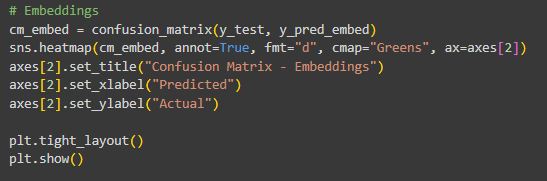 # Embeddings
cm_embed = confusion_matrix(y_test, y_pred_embed)
sns.heatmap(cm_embed, annot=True, fmt="d", cmap="Greens", ax=axes[2])
axes[2].set_title("Confusion Matrix - Embeddings")
axes[2].set_xlabel("Predicted")
axes[2].set_ylabel("Actual")
plt.tight_layout()
plt.show()